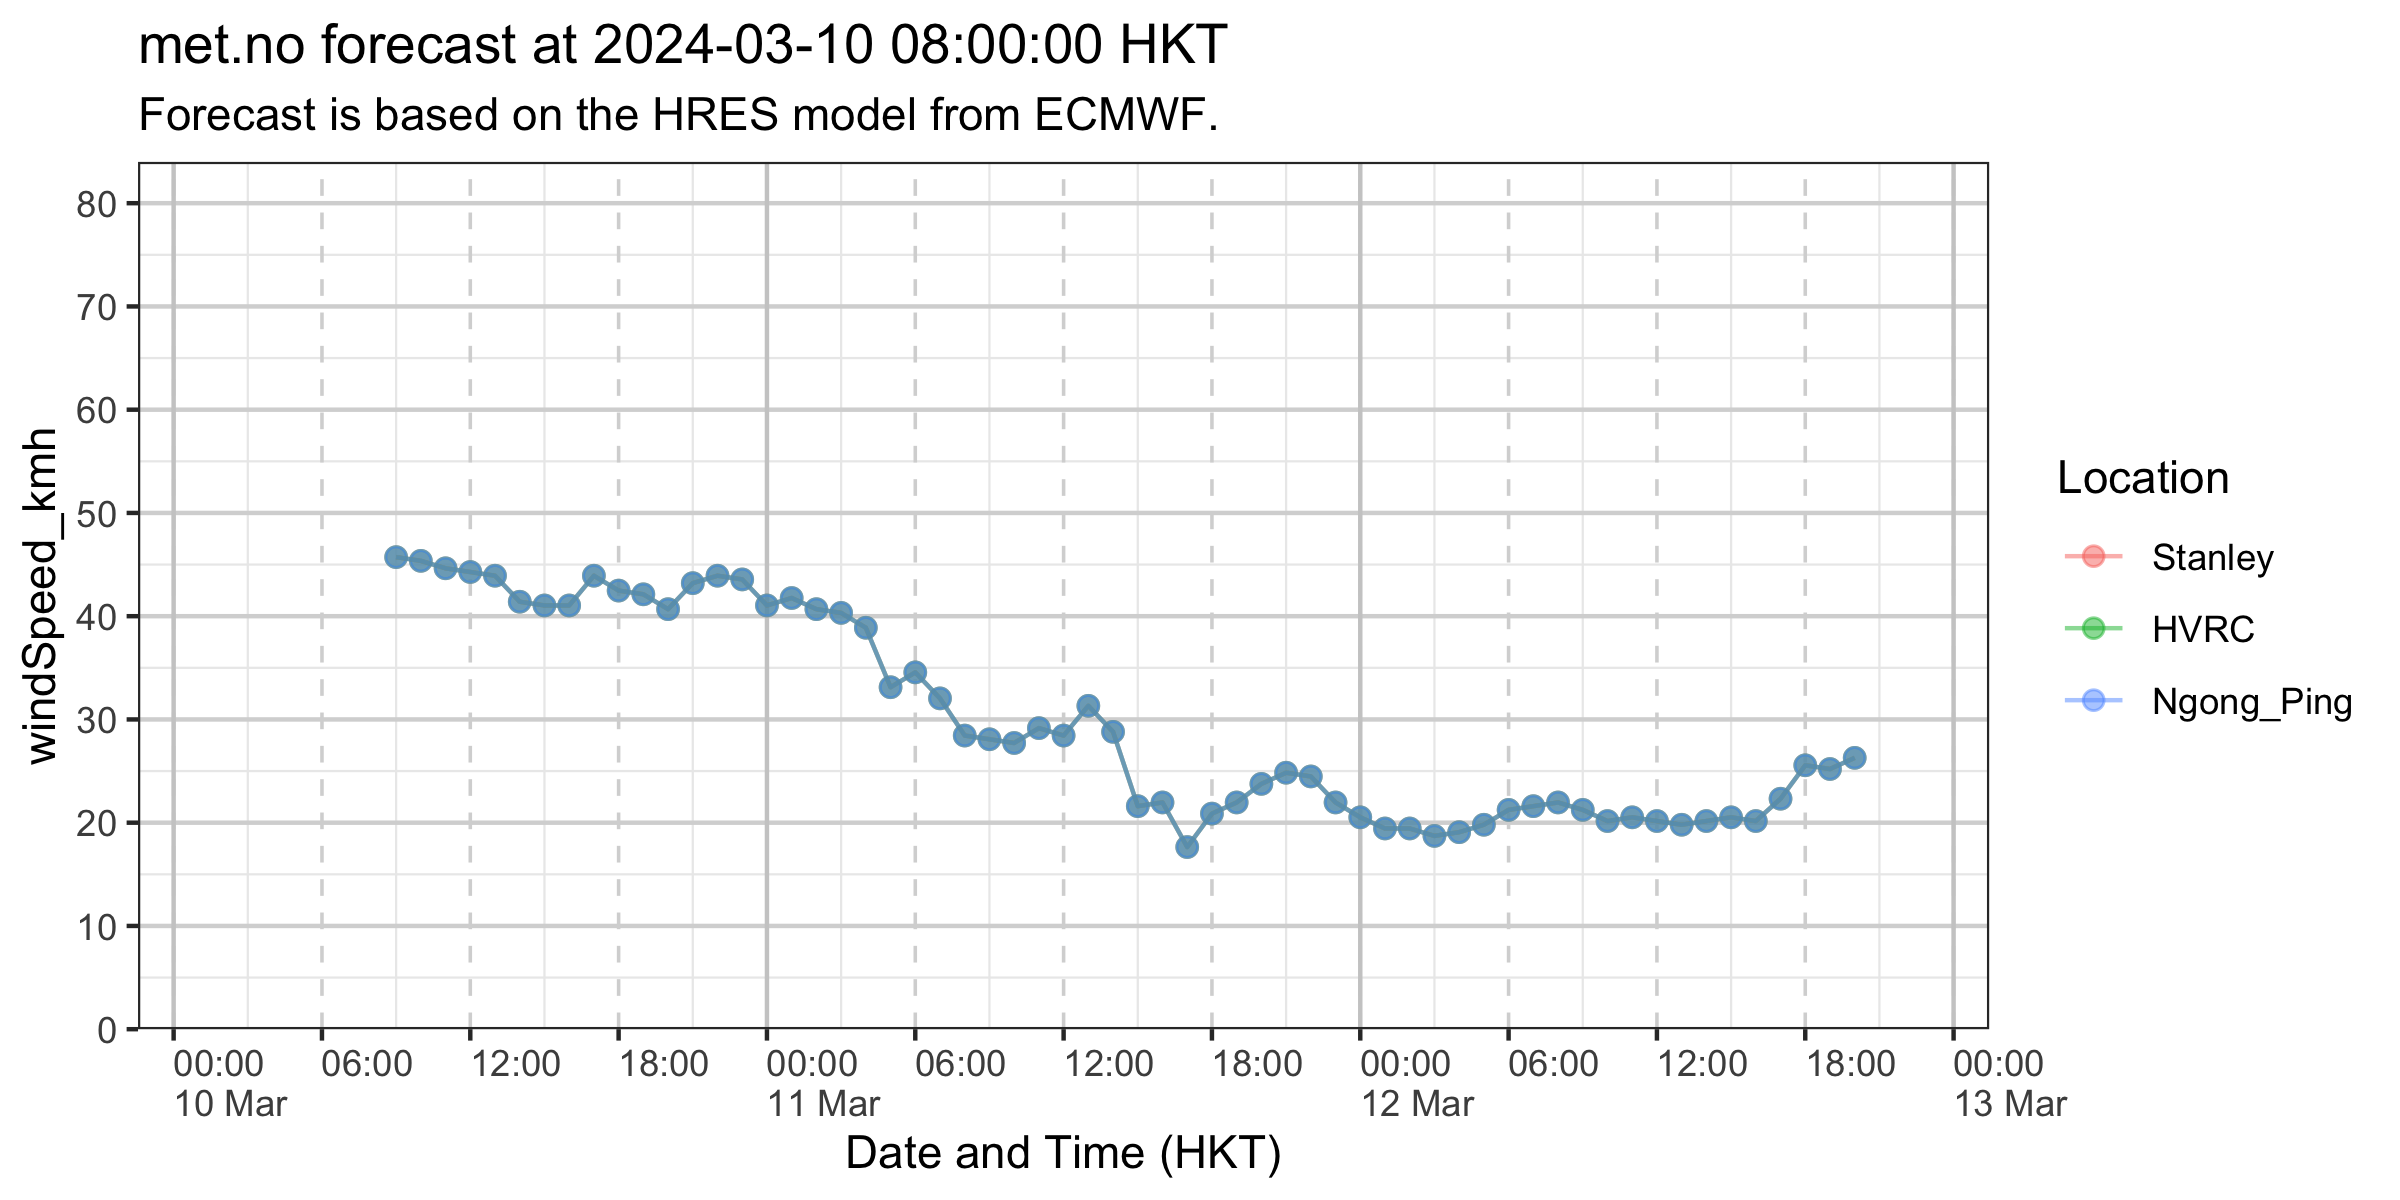 met.no forecast at 2024-03-10 08:00:00 HKT
Forecast is based on the HRES model from ECMWF.
windSpeed_kmh
80
70
60
50
40
30
20
10
0
00:00 06:00 12:00 18:00 00:00 06:00 12:00 18:00 00:00 06:00 12:00 18:00 00:00
10 Mar 11 Mar 12 Mar 13 Mar
Date and Time (HKT)
Location
Stanley
HVRC
Ngong_Ping